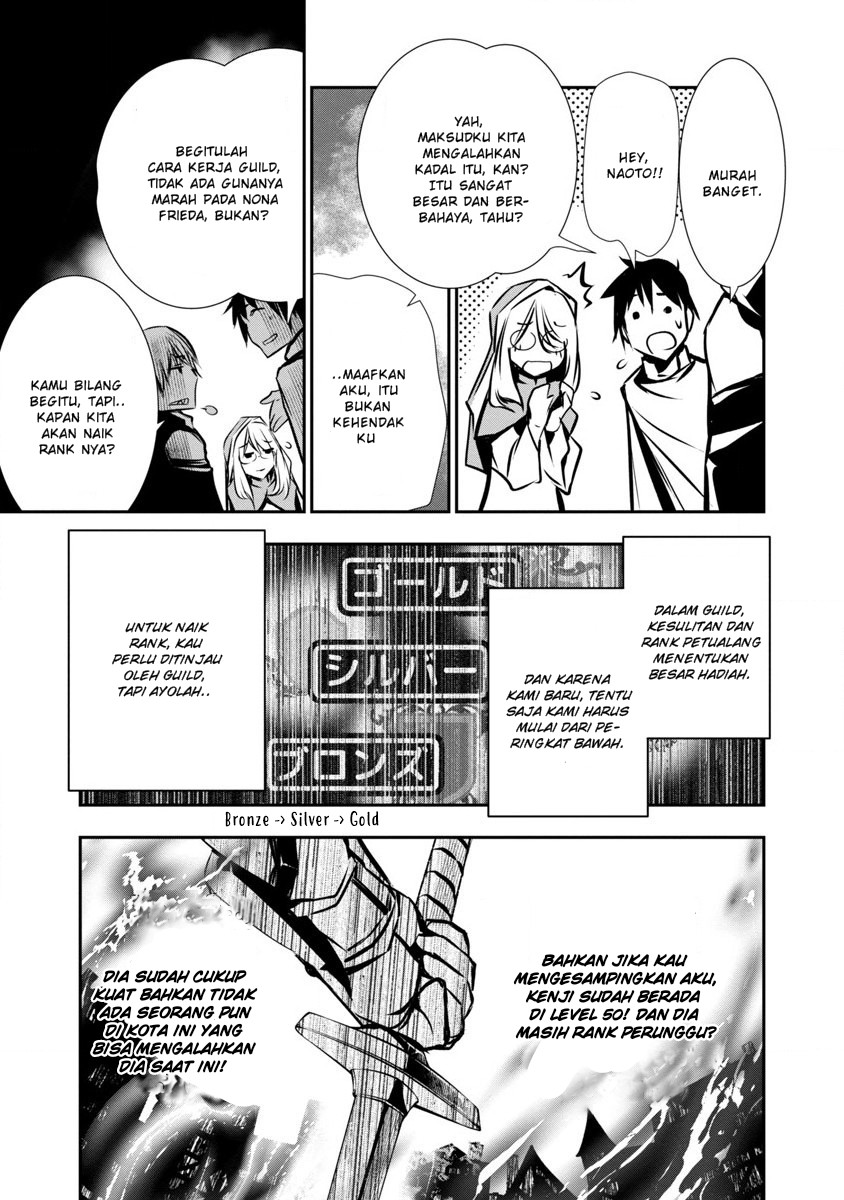 MURAH
BANGET.
HEY,
NAOTO!!
YAH,
MAKSUDKU KITA
MENGALAHKAN
KADAL ITU, KAN?
ITU SANGAT
BESAR DAN BER-
BAHAYA, TAHU?
..MAAFKAN
AKU, ITU
BUKAN
KEHENDAK
KU
BEGITULAH
CARA KERJA GUILD,
TIDAK ADA GUNANYA
MARAH PADA NONA
FRIEDA, BUKAN?
KAMU BILANG
BEGITU, TAPI..
KAPAN KITA
AKAN NAIK
RANK NYA?
DALAM GUILD,
KESULITAN DAN
RANK PETUALANG
MENENTUKAN
BESAR HADIAH.
DAN KARENA
KAMI BARU, TENTU
SAJA KAMI HARUS
MULAI DARI PE-
RINGKAT BAWAH.
ゴールド
シルバー
ブロンズ
UNTUK NAIK
RANK, KAU
PERLU DITINJAU
OLEH GUILD,
TAPI AYOLAH..
Bronze -> Silver -> Gold
BAHKAN JIKA KAU
MENGESAMPINGKAN AKU,
KENJI SUDAH BERADA
DI LEVEL 50! DAN DIA
MASIH RANK PERUNGGU?
DIA SUDAH CUKUP
KUAT BAHKAN TIDAK
ADA SEORANG PUN
DI KOTA INI YANG
BISA MENGALAHKAN
DIA SAAT INI!